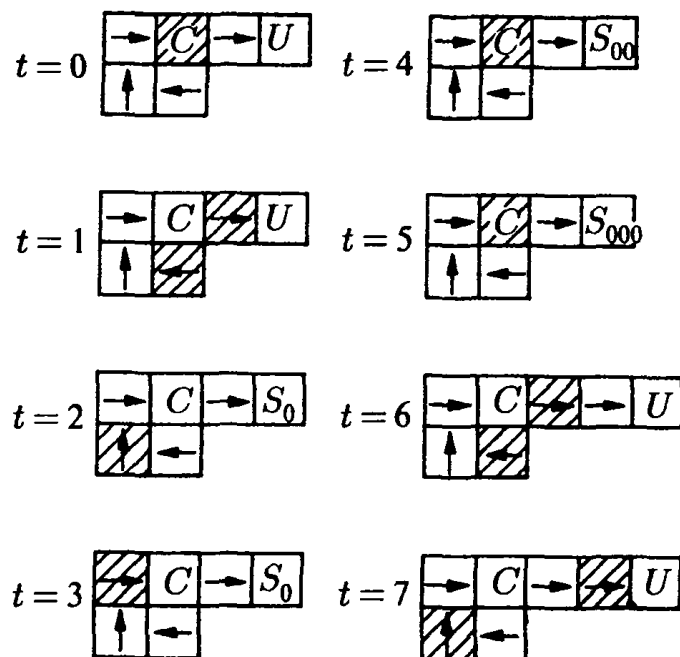 t = 0 C U
t = 1 C U
t = 2 C S₀
t = 3 C S₀
t = 4 C S₀₀
t = 5 C S₀₀₀
t = 6 C U
t = 7 C U